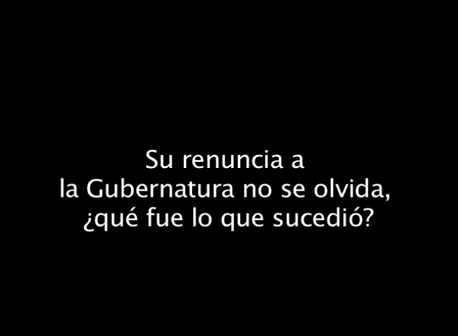 Su renuncia a
la Gubernatura no se olvida,
¿qué fue lo que sucedió?